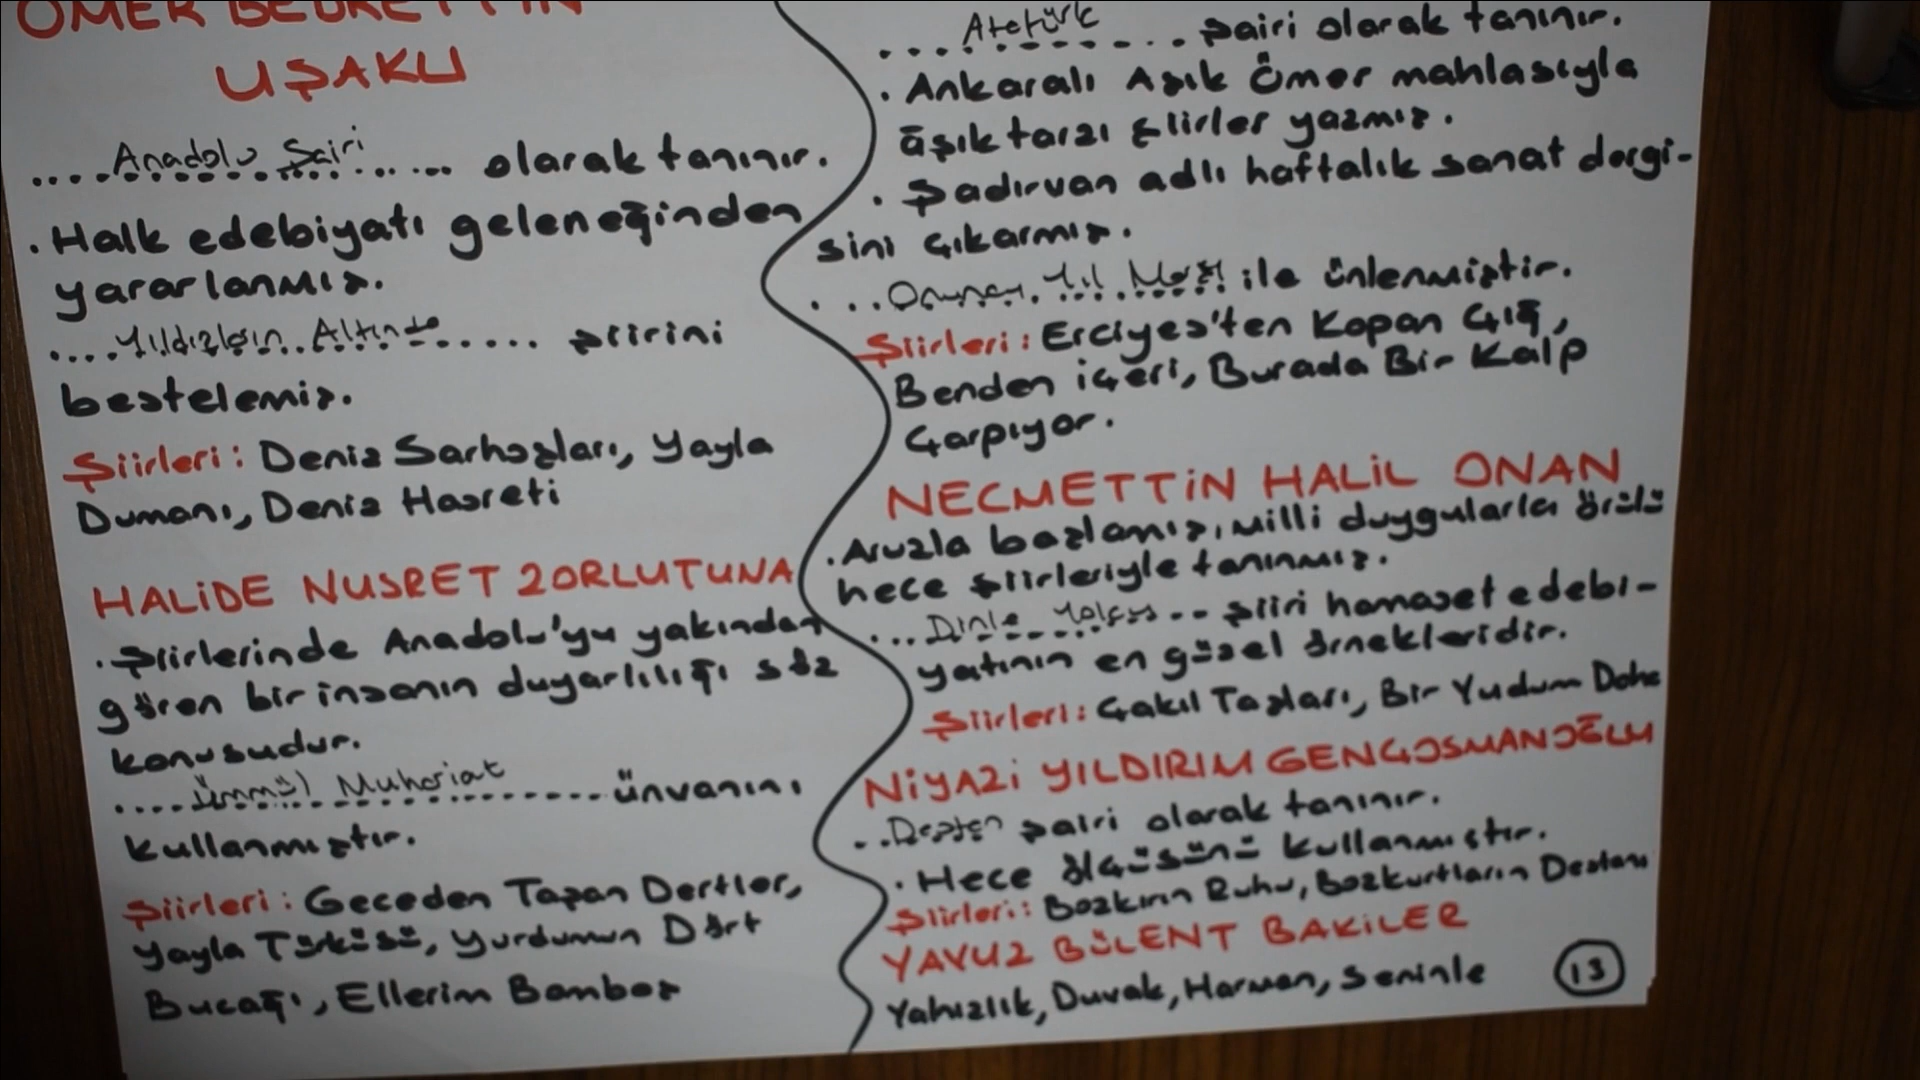 ÖMER BEDRETTİN
UŞAKLI
....Anadolu Şairi.... olarak tanınır.
. Halk edebiyatı geleneğinden
yararlanmış.
....Yıldızların Altında..... şiirini
bestelemiş.
Şiirleri: Deniz Sarhoşları, Yayla
Dumanı, Deniz Hasreti
HALİDE NUSRET ZORLUTUNA
. Şiirlerinde Anadolu'yu yakından
gören bir insanın duyarlılığı söz
konusudur.
....Ümmül Muhariat.... ünvanını
kullanmıştır.
Şiirleri: Geceden Taşan Dertler,
Yayla Türküsü, Yurdumun Dört
Bucağı, Ellerim Bomboş
...Atatürk... şairi olarak tanınır.
. Ankaralı Aşık Ömer mahlasıyla
âşık tarzı şiirler yazmış.
. Şadırvan adlı haftalık sanat dergi-
sini çıkarmış.
...Onuncu Yıl Marşı ile ünlenmiştir.
Şiirleri: Erciyes'ten Kopan Çığ,
Benden içeri, Burada Bir Kalp
Çarpıyor.
NECMETTİN HALİL ONAN
. Aruzla başlamış, milli duygularla örülü
hece şiirleriyle tanınmış.
...Dinle Yolcu-- şiiri hamaset edebi-
yatının en güzel örnekleridir.
Şiirleri: Çakıl Taşları, Bir Yudum Daha
NİYAZİ YILDIRIM GENÇOSMANOĞLU
..Destan şairi olarak tanınır.
. Hece ölçüsünü kullanmıştır.
Şiirleri: Bozkırın Ruhu, Bozkurtların Destanı
YAVUZ BÜLENT BAKİLER
Yalnızlık, Duvak, Harman, Seninle
13